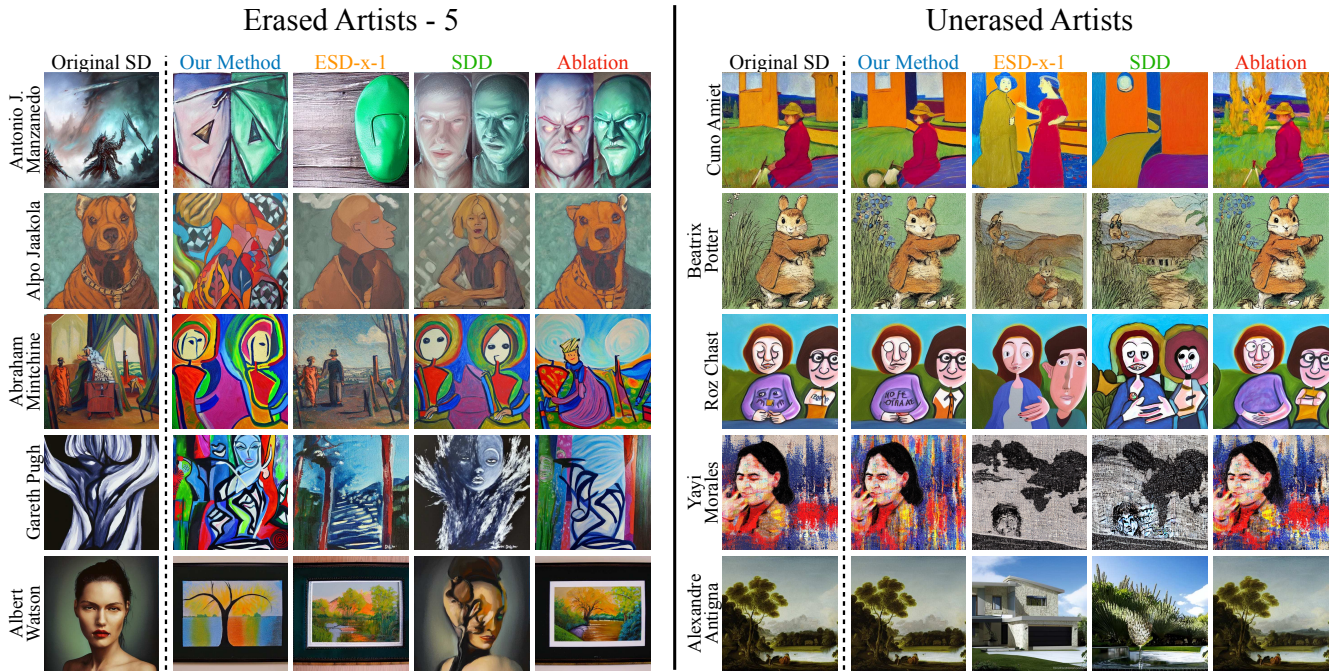 Erased Artists - 5
Unerased Artists
Original SD
Our Method
ESD-x-1
SDD
Ablation
Original SD
Our Method
ESD-x-1
SDD
Ablation
Antonio J.
Manzanedo
Alpo Jaakola
Abraham
Mintchine
Gareth Pugh
Albert
Watson
Cuno Amiet
Beatrix
Potter
Roz Chast
Yayi
Morales
Alexandre
Antigna